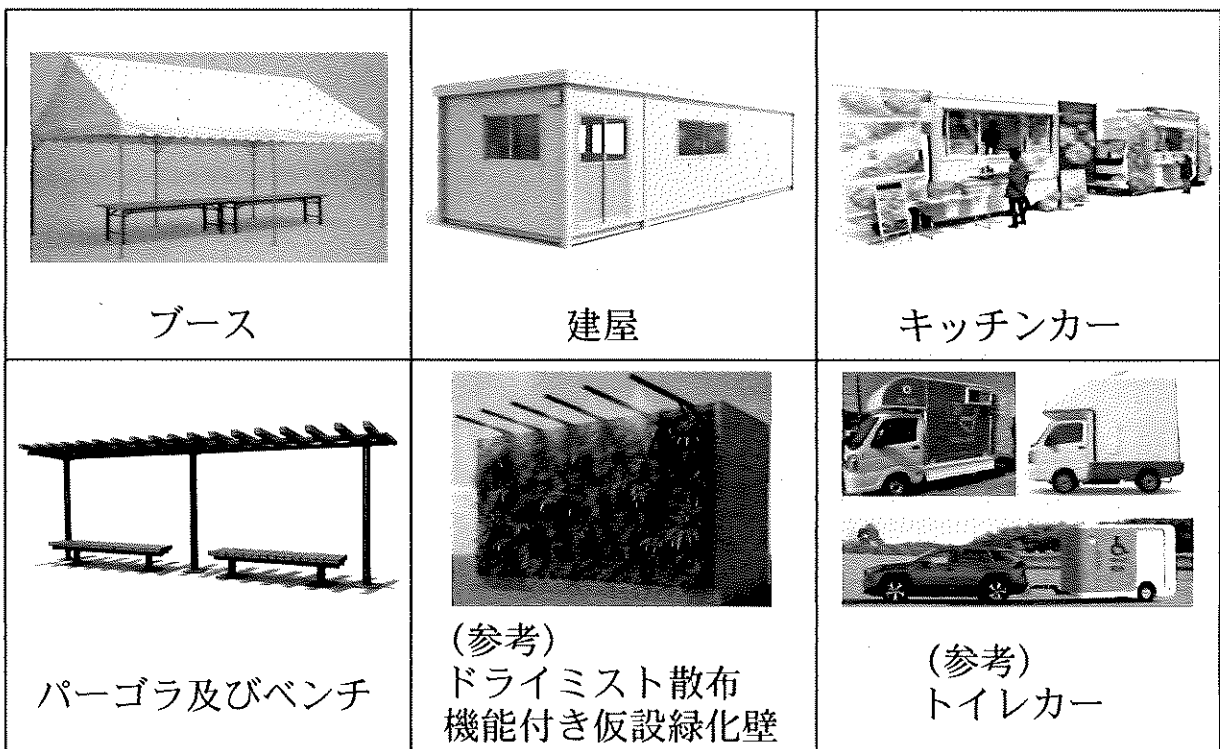 ブース
建屋
キッチンカー
パーゴラ及びベンチ
(参考)
ドライミスト散布
機能付き仮設緑化壁
(参考)
トイレカー